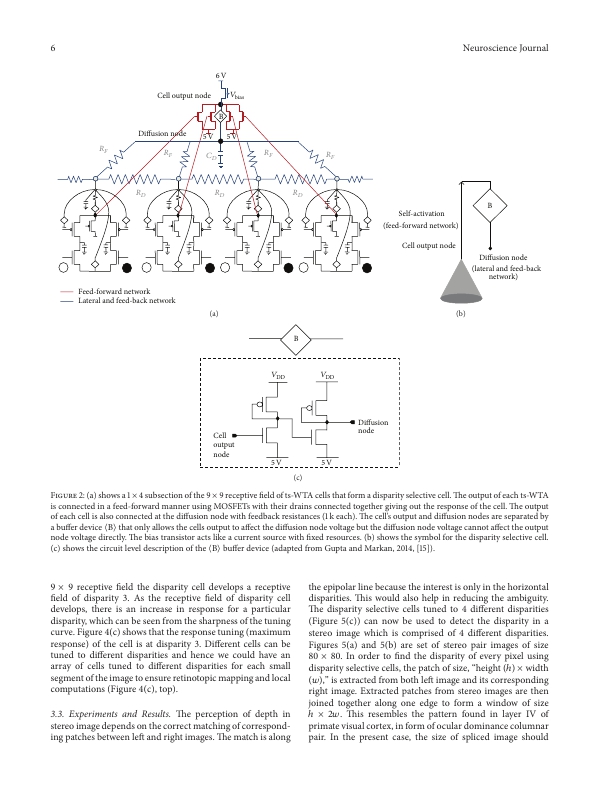 6
Neuroscience Journal
6 V
Cell output node
Vbias
B
5 V
5 V
Diffusion node
RF
RF
CD
RF
RF
RD
RD
RD
Feed-forward network
Lateral and feed-back network
(a)
B
Self-activation
(feed-forward network)
Cell output node
Diffusion node
(lateral and feed-back
network)
(b)
B
VDD
VDD
Cell
output
node
Diffusion
node
5 V
5 V
(c)
Figure 2: (a) shows a 1 × 4 subsection of the 9 × 9 receptive field of ts-WTA cells that form a disparity selective cell. The output of each ts-WTA
is connected in a feed-forward manner using MOSFETs with their drains connected together giving out the response of the cell. The output
of each cell is also connected at the diffusion node with feedback resistances (1 k each). The cell's output and diffusion nodes are separated by
a buffer device ⟨B⟩ that only allows the cells output to affect the diffusion node voltage but the diffusion node voltage cannot affect the output
node voltage directly. The bias transistor acts like a current source with fixed resources. (b) shows the symbol for the disparity selective cell.
(c) shows the circuit level description of the ⟨B⟩ buffer device (adapted from Gupta and Markan, 2014, [15]).
9 × 9 receptive field the disparity cell develops a receptive
field of disparity 3. As the receptive field of disparity cell
develops, there is an increase in response for a particular
disparity, which can be seen from the sharpness of the tuning
curve. Figure 4(c) shows that the response tuning (maximum
response) of the cell is at disparity 3. Different cells can be
tuned to different disparities and hence we could have an
array of cells tuned to different disparities for each small
segment of the image to ensure retinotopic mapping and local
computations (Figure 4(c), top).
3.3. Experiments and Results. The perception of depth in
stereo image depends on the correct matching of correspond-
ing patches between left and right images. The match is along
the epipolar line because the interest is only in the horizontal
disparities. This would also help in reducing the ambiguity.
The disparity selective cells tuned to 4 different disparities
(Figure 5(c)) can now be used to detect the disparity in a
stereo image which is comprised of 4 different disparities.
Figures 5(a) and 5(b) are set of stereo pair images of size
80 × 80. In order to find the disparity of every pixel using
disparity selective cells, the patch of size, "height (h) × width
(w)," is extracted from both left image and its corresponding
right image. Extracted patches from stereo images are then
joined together along one edge to form a window of size
h × 2w. This resembles the pattern found in layer IV of
primate visual cortex, in form of ocular dominance columnar
pair. In the present case, the size of spliced image should